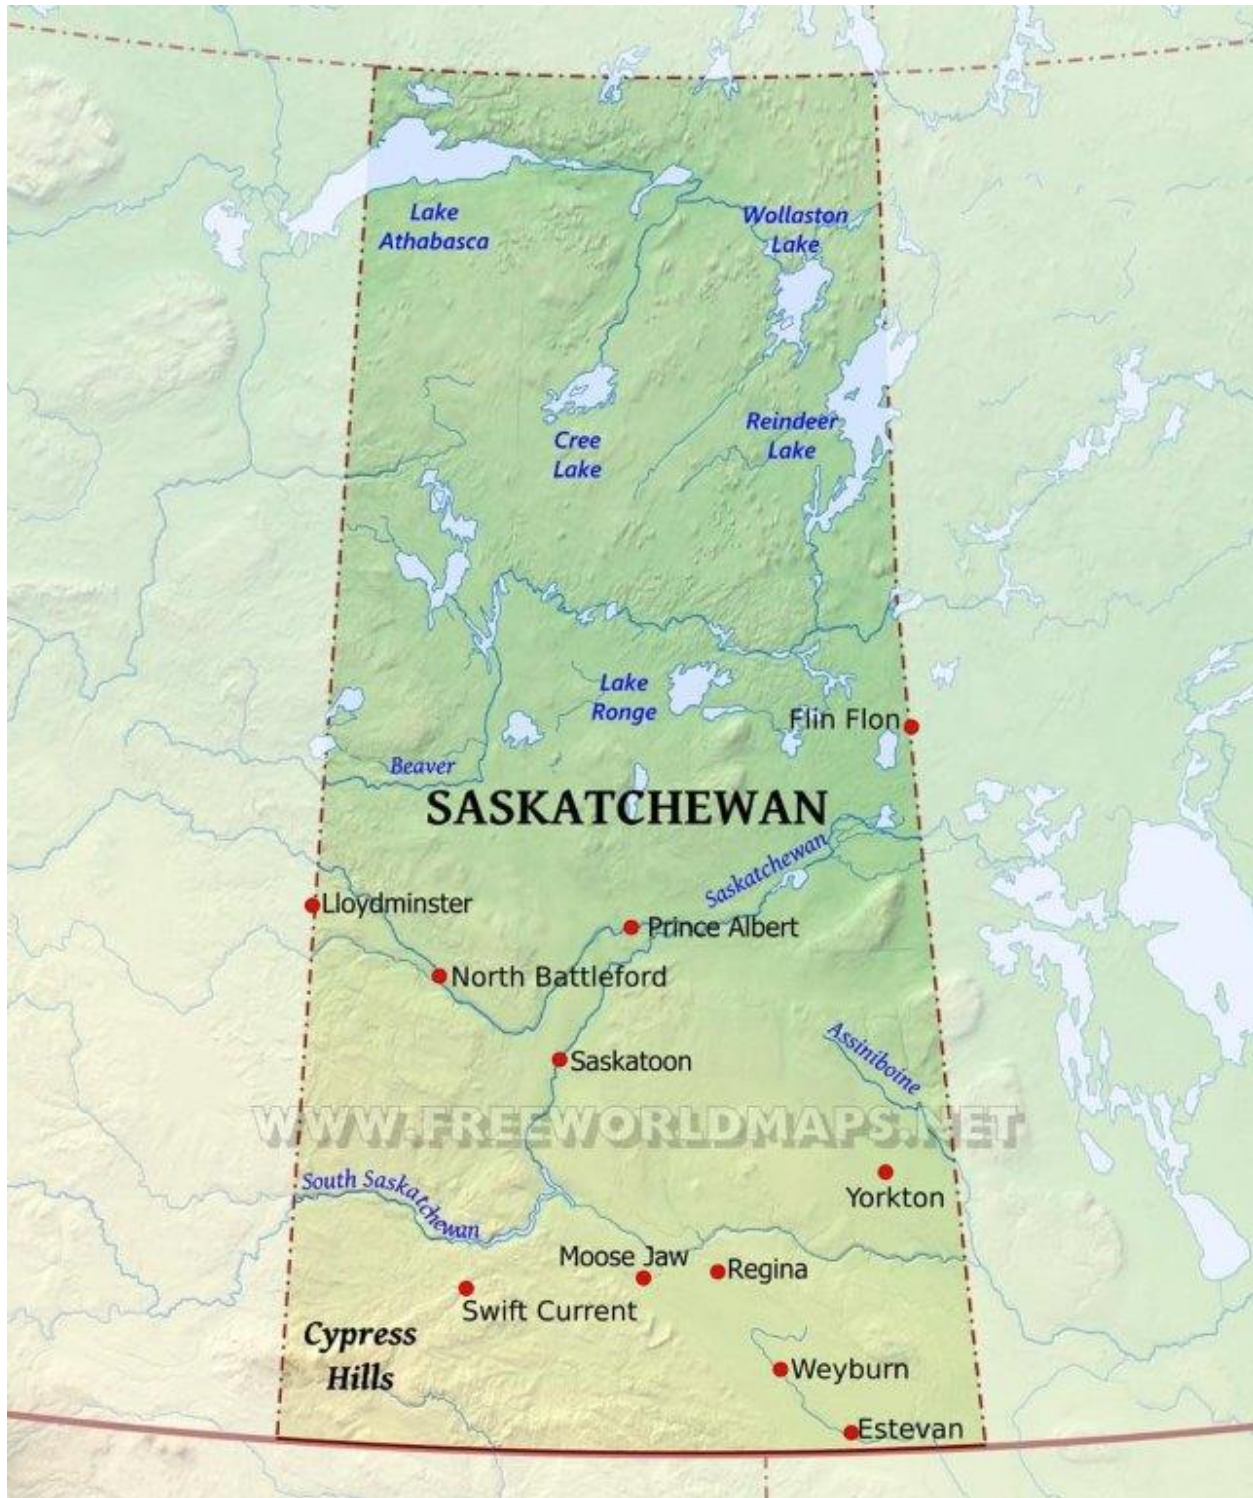 Lake
Athabasca
Wollaston
Lake
Cree
Lake
Reindeer
Lake
Lake
Ronge
Flin Flon
Beaver
SASKATCHEWAN
Saskatchewan
Lloydminster
Prince Albert
North Battleford
Saskatoon
Assiniboine
WWW.FREEWORLDMAPS.NET
South Saskatchewan
Yorkton
Moose Jaw
Regina
Swift Current
Cypress
Hills
Weyburn
Estevan